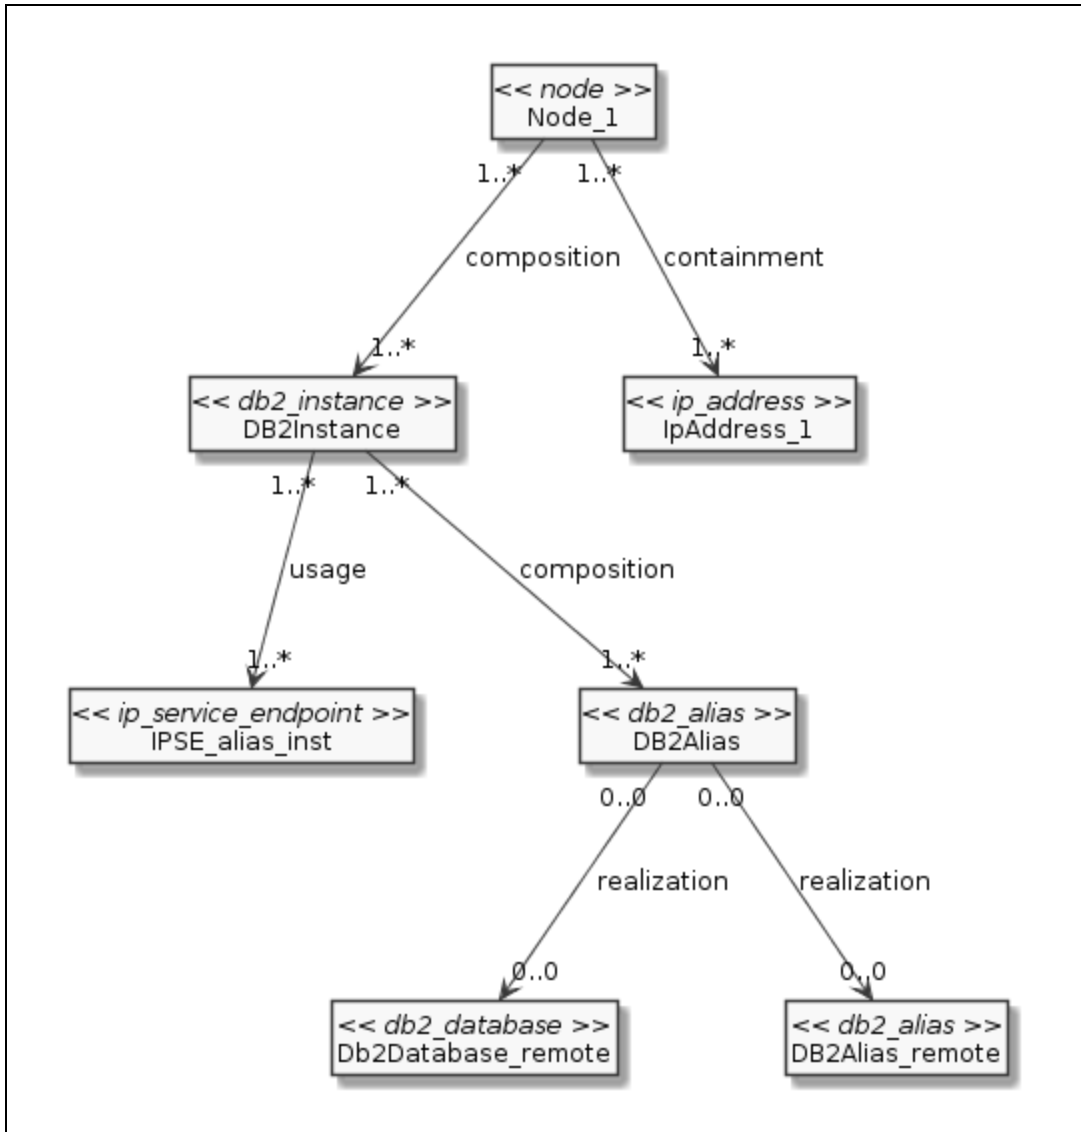 << node >>
Node_1
1..*
1..*
composition
containment
1..*
1..*
<< db2_instance >>
DB2Instance
<< ip_address >>
IpAddress_1
1..*
1..*
usage
composition
1..*
1..*
<< ip_service_endpoint >>
IPSE_alias_inst
<< db2_alias >>
DB2Alias
0..0
0..0
realization
realization
0..0
0..0
<< db2_database >>
Db2Database_remote
<< db2_alias >>
DB2Alias_remote